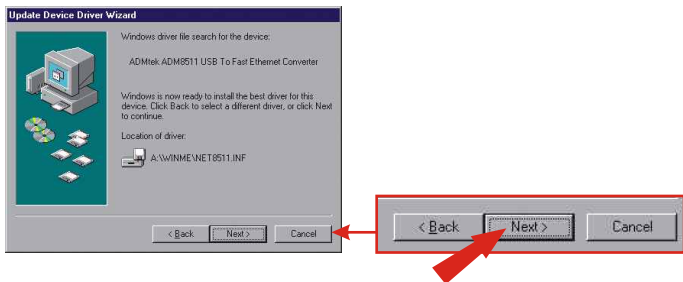 Update Device Driver Wizard
Windows driver file search for the device:
ADMtek ADM8511 USB To Fast Ethernet Converter
Windows is now ready to install the best driver for this
device. Click Back to select a different driver, or click Next
to continue.
Location of driver:
A:\WINME\NET8511.INF
< Back Next > Cancel
< Back Next > Cancel